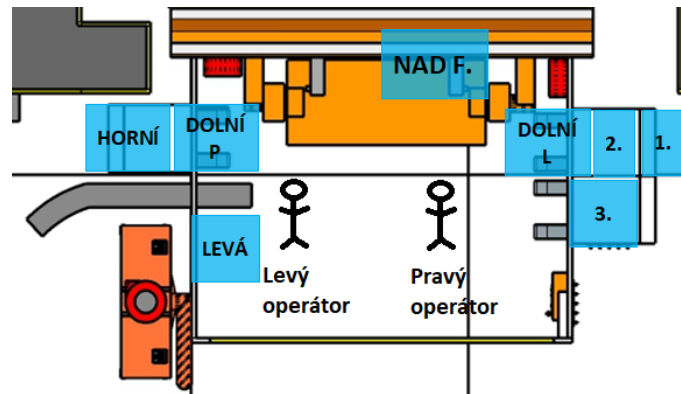 NAD F.
HORNÍ
DOLNÍ
P
DOLNÍ
L
2.
1.
3.
LEVÁ
Levý
operátor
Pravý
operátor